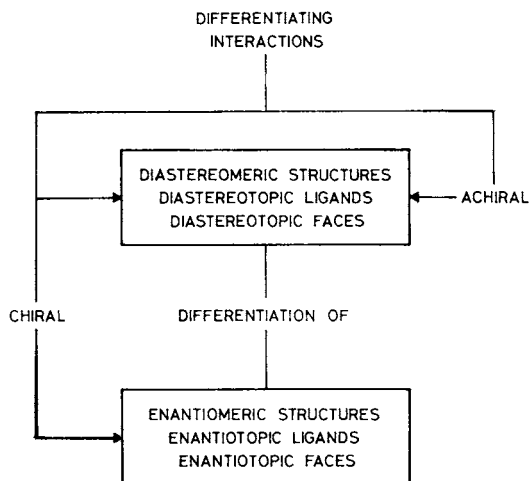 DIFFERENTIATING
INTERACTIONS
DIASTEREOMERIC STRUCTURES
DIASTEREOTOPIC LIGANDS
DIASTEREOTOPIC FACES
ACHIRAL
CHIRAL
DIFFERENTIATION OF
ENANTIOMERIC STRUCTURES
ENANTIOTOPIC LIGANDS
ENANTIOTOPIC FACES